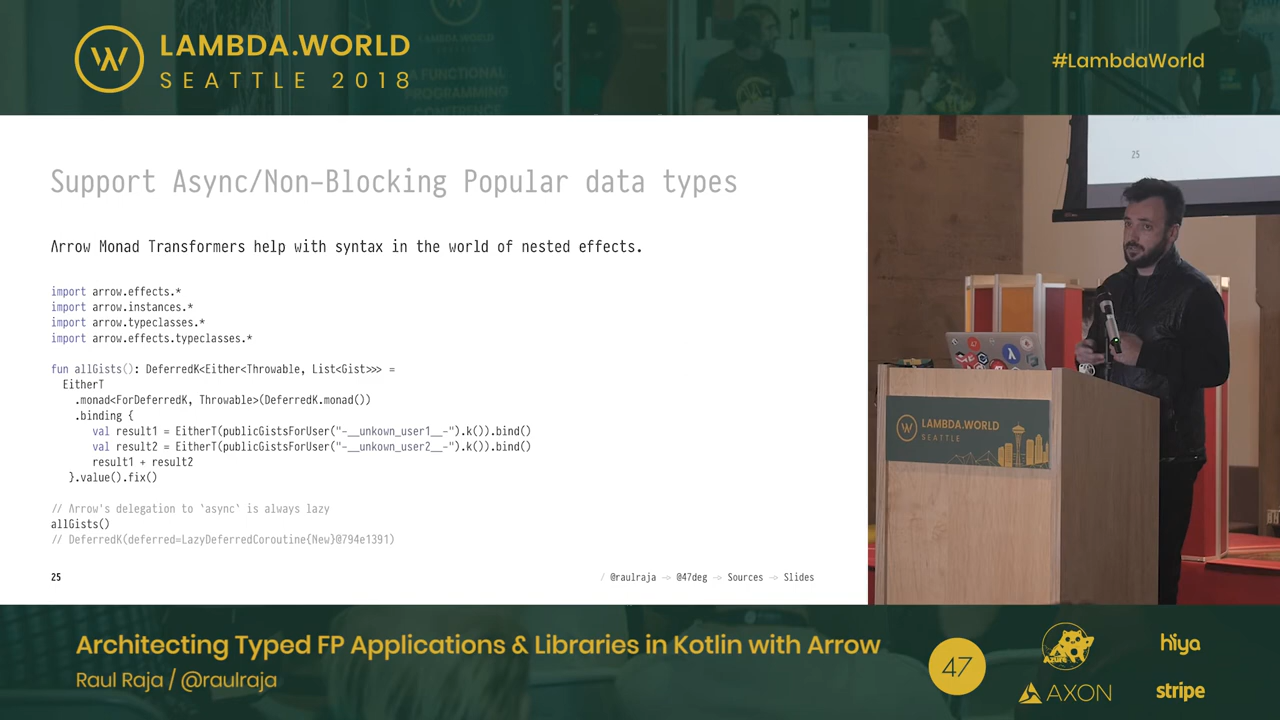 LAMBDA.WORLD
SEATTLE 2018
#LambdaWorld
A FUNCTIONAL
PROGRAMMING
CONFERENCE
Support Async/Non-Blocking Popular data types
Arrow Monad Transformers help with syntax in the world of nested effects.
import arrow.effects.*
import arrow.instances.*
import arrow.typeclasses.*
import arrow.effects.typeclasses.*
fun allGists(): DeferredK<Either<Throwable, List<Gist>>> =
EitherT
.monad<ForDeferredK, Throwable>(DeferredK.monad())
.binding {
val result1 = EitherT(publicGistsForUser("-__unkown_user1__-").k()).bind()
val result2 = EitherT(publicGistsForUser("-__unkown_user2__-").k()).bind()
result1 + result2
}.value().fix()
// Arrow's delegation to `async` is always lazy
allGists()
// DeferredK(deferred=LazyDeferredCoroutine{New}@794e1391)
25
/ @raulraja -> @47deg -> Sources -> Slides
25
LAMBDA.WORLD
SEATTLE
Architecting Typed FP Applications & Libraries in Kotlin with Arrow
Raul Raja / @raulraja
47
Azure
hiya
AXON
stripe